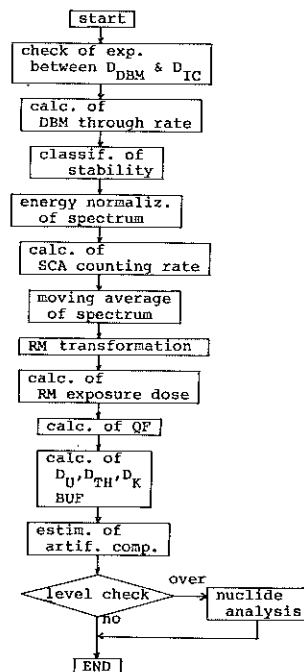 start
check of exp.
between D_DBM & D_IC
calc. of
DBM through rate
classif. of
stability
energy normaliz.
of spectrum
calc. of
SCA counting rate
moving average
of spectrum
RM transformation
calc. of
RM exposure dose
calc. of QF
calc. of
D_U, D_TH, D_K
BUF
estim. of
artif. comp.
level check
over
nuclide
analysis
no
END